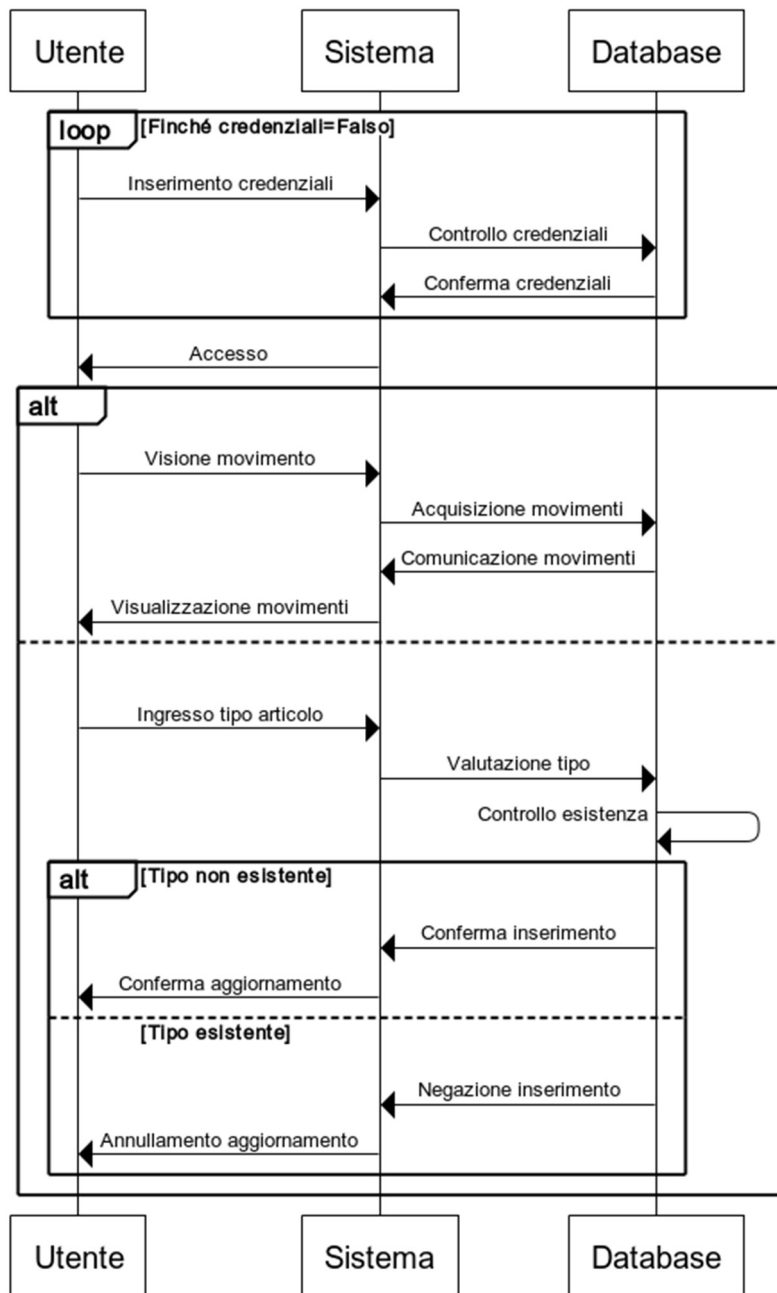 Utente
Sistema
Database
loop
[Finché credenziali=Falso]
Inserimento credenziali
Controllo credenziali
Conferma credenziali
Accesso
alt
Visione movimento
Acquisizione movimenti
Comunicazione movimenti
Visualizzazione movimenti
Ingresso tipo articolo
Valutazione tipo
Controllo esistenza
alt
[Tipo non esistente]
Conferma inserimento
Conferma aggiornamento
[Tipo esistente]
Negazione inserimento
Annullamento aggiornamento
Utente
Sistema
Database